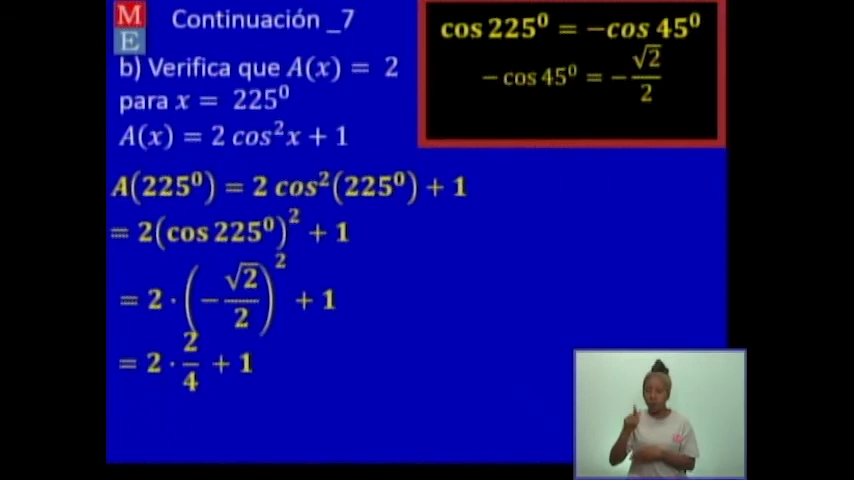 M
E
Continuación _7
b) Verifica que A(x) = 2
para x = 225⁰
A(x) = 2 cos²x + 1
A(225⁰) = 2 cos²(225⁰) + 1
= 2(cos 225⁰)² + 1
= 2 · (−√2/2)² + 1
= 2 · 2/4 + 1
cos 225⁰ = −cos 45⁰
− cos 45⁰ = −√2/2